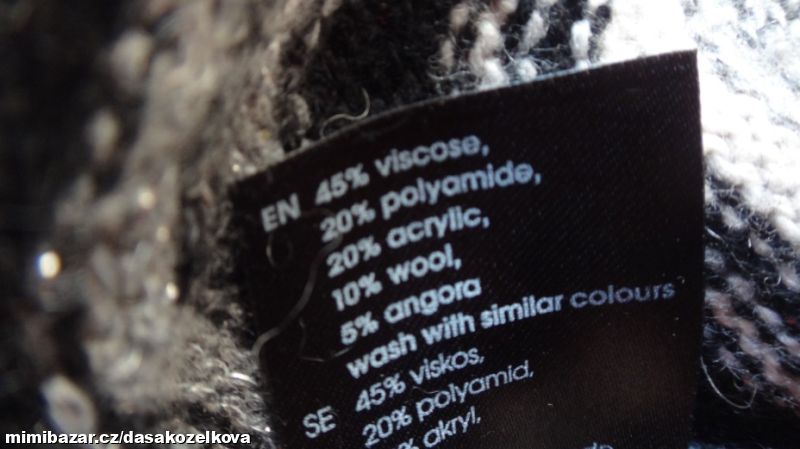 EN 45% viscose,
20% polyamide,
20% acrylic,
10% wool,
5% angora
wash with similar colours
SE 45% viskos,
20% polyamid,
% akryl,
mimibazar.cz/dasakozelkova